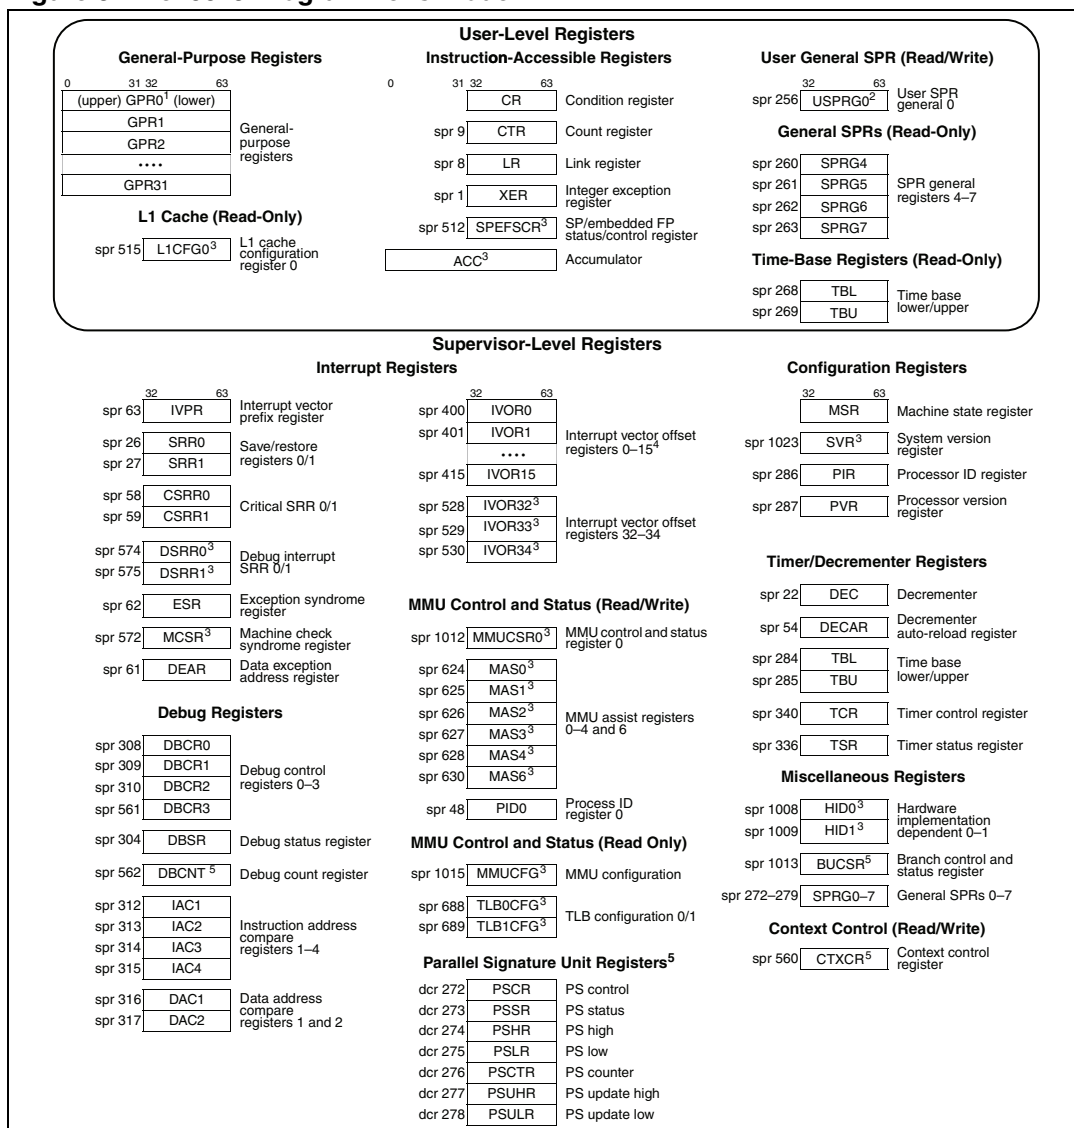 User-Level Registers
General-Purpose Registers
0 31 32 63
(upper) GPR0¹ (lower)
GPR1
GPR2
••••
GPR31
General-
purpose
registers
L1 Cache (Read-Only)
spr 515 L1CFG0³ L1 cache
configuration
register 0
Instruction-Accessible Registers
0 31 32 63
CR Condition register
spr 9 CTR Count register
spr 8 LR Link register
spr 1 XER Integer exception
register
spr 512 SPEFSCR³ SP/embedded FP
status/control register
ACC³ Accumulator
User General SPR (Read/Write)
32 63
spr 256 USPRG0² User SPR
general 0
General SPRs (Read-Only)
spr 260 SPRG4
spr 261 SPRG5
spr 262 SPRG6
spr 263 SPRG7
SPR general
registers 4–7
Time-Base Registers (Read-Only)
spr 268 TBL
spr 269 TBU
Time base
lower/upper
Supervisor-Level Registers
Interrupt Registers
32 63
spr 63 IVPR Interrupt vector
prefix register
spr 26 SRR0
spr 27 SRR1
Save/restore
registers 0/1
spr 58 CSRR0
spr 59 CSRR1
Critical SRR 0/1
spr 574 DSRR0³
spr 575 DSRR1³
Debug interrupt
SRR 0/1
spr 62 ESR Exception syndrome
register
spr 572 MCSR³ Machine check
syndrome register
spr 61 DEAR Data exception
address register
32 63
spr 400 IVOR0
spr 401 IVOR1
••••
spr 415 IVOR15
Interrupt vector offset
registers 0–15⁴
spr 528 IVOR32³
spr 529 IVOR33³
spr 530 IVOR34³
Interrupt vector offset
registers 32–34
Debug Registers
spr 308 DBCR0
spr 309 DBCR1
spr 310 DBCR2
spr 561 DBCR3
Debug control
registers 0–3
spr 304 DBSR Debug status register
spr 562 DBCNT ⁵ Debug count register
spr 312 IAC1
spr 313 IAC2
spr 314 IAC3
spr 315 IAC4
Instruction address
compare
registers 1–4
spr 316 DAC1
spr 317 DAC2
Data address
compare
registers 1 and 2
MMU Control and Status (Read/Write)
spr 1012 MMUCSR0³ MMU control and status
register 0
spr 624 MAS0³
spr 625 MAS1³
spr 626 MAS2³
spr 627 MAS3³
spr 628 MAS4³
spr 630 MAS6³
MMU assist registers
0–4 and 6
spr 48 PID0 Process ID
register 0
MMU Control and Status (Read Only)
spr 1015 MMUCFG³ MMU configuration
spr 688 TLB0CFG³
spr 689 TLB1CFG³
TLB configuration 0/1
Parallel Signature Unit Registers⁵
dcr 272 PSCR PS control
dcr 273 PSSR PS status
dcr 274 PSHR PS high
dcr 275 PSLR PS low
dcr 276 PSCTR PS counter
dcr 277 PSUHR PS update high
dcr 278 PSULR PS update low
Configuration Registers
32 63
MSR Machine state register
spr 1023 SVR³ System version
register
spr 286 PIR Processor ID register
spr 287 PVR Processor version
register
Timer/Decrementer Registers
spr 22 DEC Decrementer
spr 54 DECAR Decrementer
auto-reload register
spr 284 TBL
spr 285 TBU
Time base
lower/upper
spr 340 TCR Timer control register
spr 336 TSR Timer status register
Miscellaneous Registers
spr 1008 HID0³
spr 1009 HID1³
Hardware
implementation
dependent 0–1
spr 1013 BUCSR⁵ Branch control and
status register
spr 272–279 SPRG0–7 General SPRs 0–7
Context Control (Read/Write)
spr 560 CTXCR⁵ Context control
register